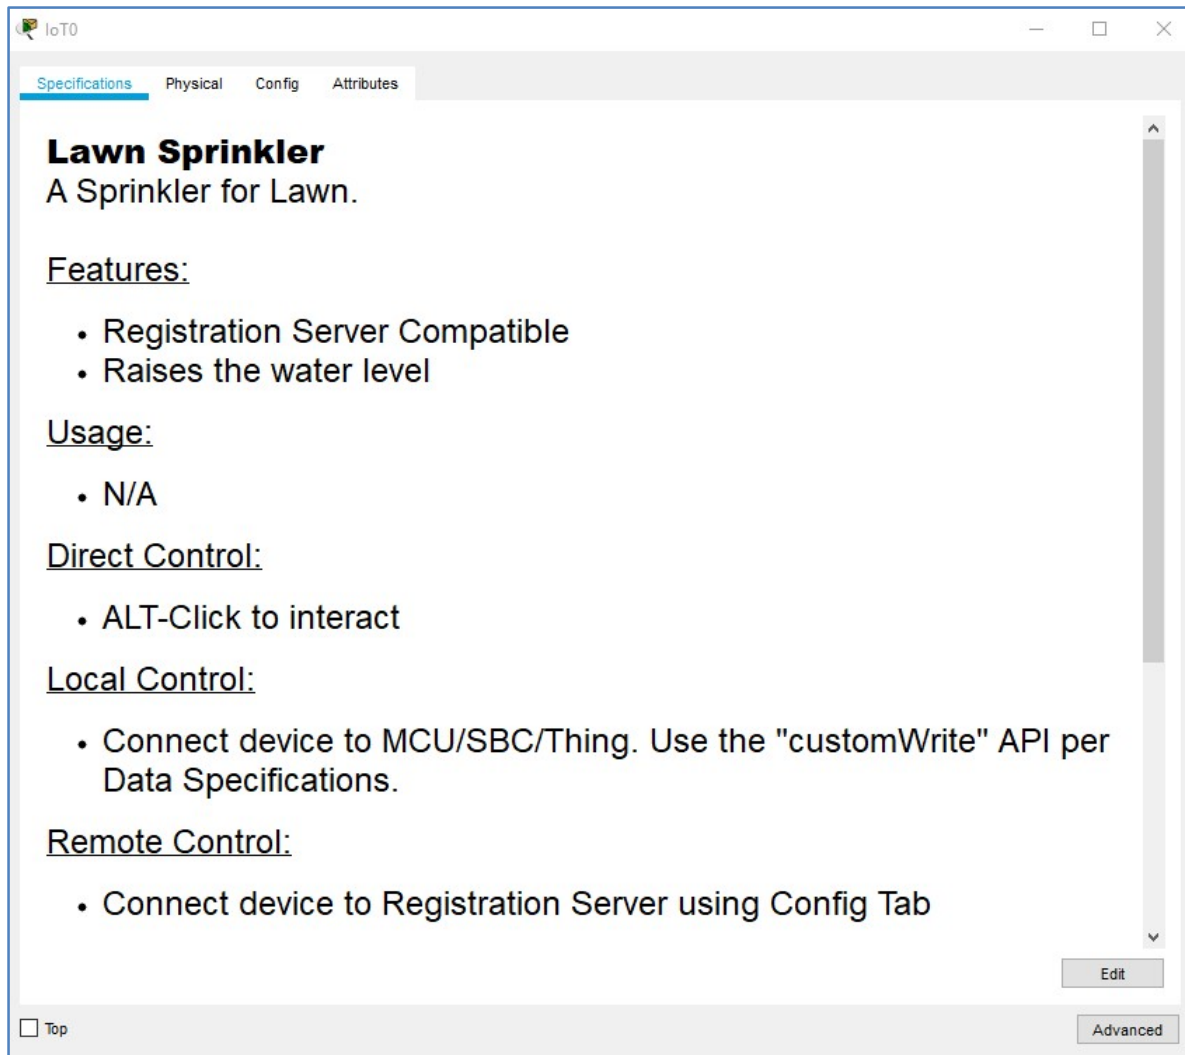 IoT0
Specifications Physical Config Attributes
Lawn Sprinkler
A Sprinkler for Lawn.
Features:
• Registration Server Compatible
• Raises the water level
Usage:
• N/A
Direct Control:
• ALT-Click to interact
Local Control:
• Connect device to MCU/SBC/Thing. Use the "customWrite" API per
Data Specifications.
Remote Control:
• Connect device to Registration Server using Config Tab
Edit
Top
Advanced